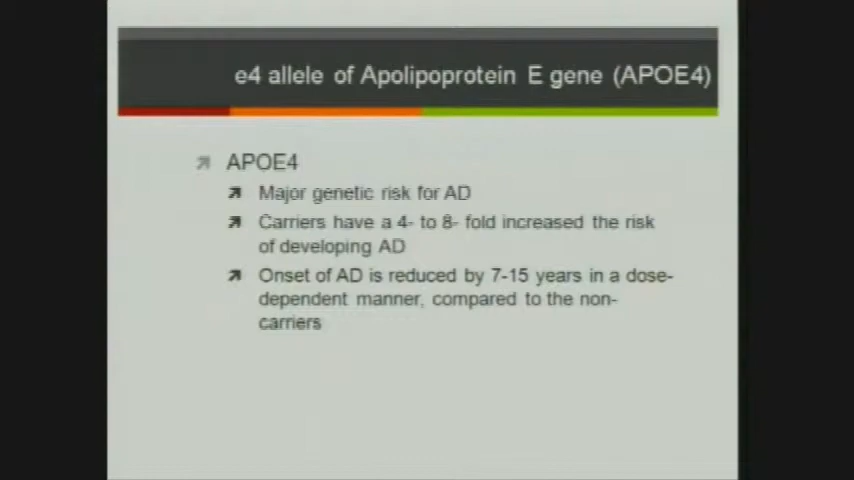 e4 allele of Apolipoprotein E gene (APOE4)
APOE4
Major genetic risk for AD
Carriers have a 4- to 8- fold increased the risk
of developing AD
Onset of AD is reduced by 7-15 years in a dose-
dependent manner, compared to the non-
carriers